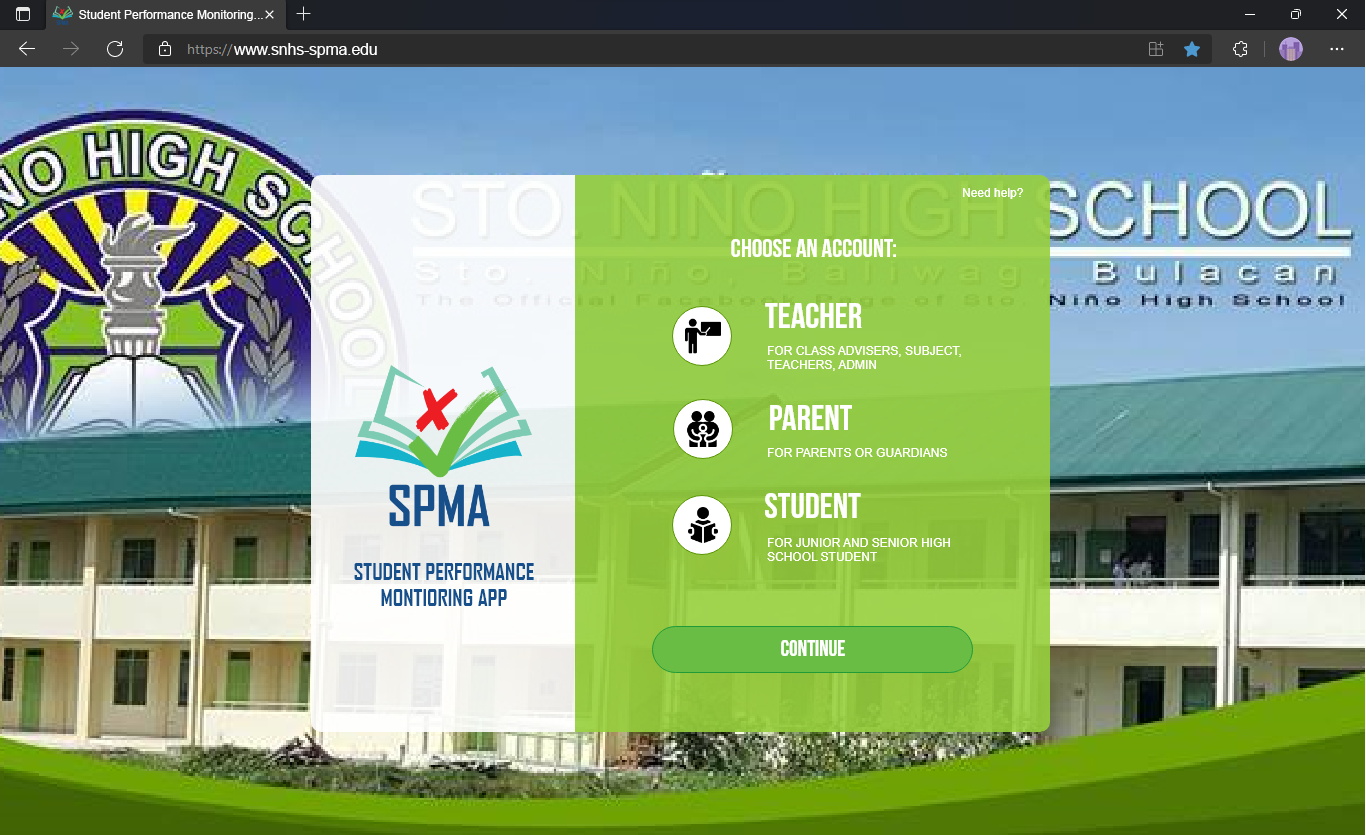 Student Performance Monitoring...
https://www.snhs-spma.edu
NIÑO HIGH SCHOOL
STO. NIÑO HIGH SCHOOL
Sto. Niño, Baliwag, Bulacan
The Official Facebook Page of Sto. Niño High School
Need help?
CHOOSE AN ACCOUNT:
TEACHER
FOR CLASS ADVISERS, SUBJECT,
TEACHERS, ADMIN
PARENT
FOR PARENTS OR GUARDIANS
STUDENT
FOR JUNIOR AND SENIOR HIGH
SCHOOL STUDENT
CONTINUE
SPMA
STUDENT PERFORMANCE
MONTIORING APP